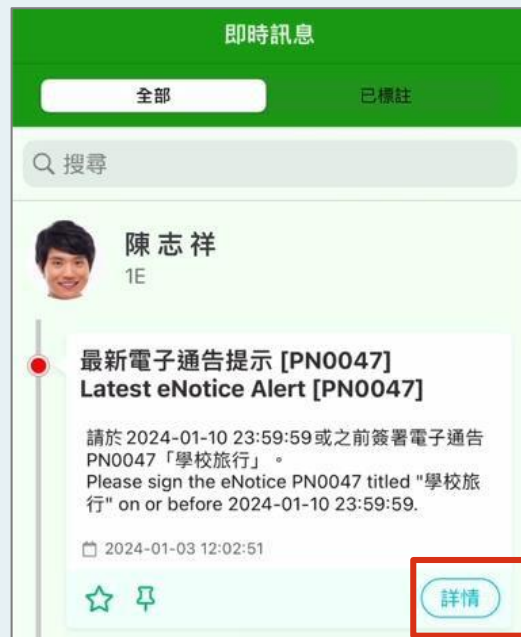 即時訊息
全部
已標註
搜尋
陳志祥
1E
最新電子通告提示 [PN0047]
Latest eNotice Alert [PN0047]
請於 2024-01-10 23:59:59或之前簽署電子通告
PN0047「學校旅行」。
Please sign the eNotice PN0047 titled "學校旅
行" on or before 2024-01-10 23:59:59.
2024-01-03 12:02:51
詳情